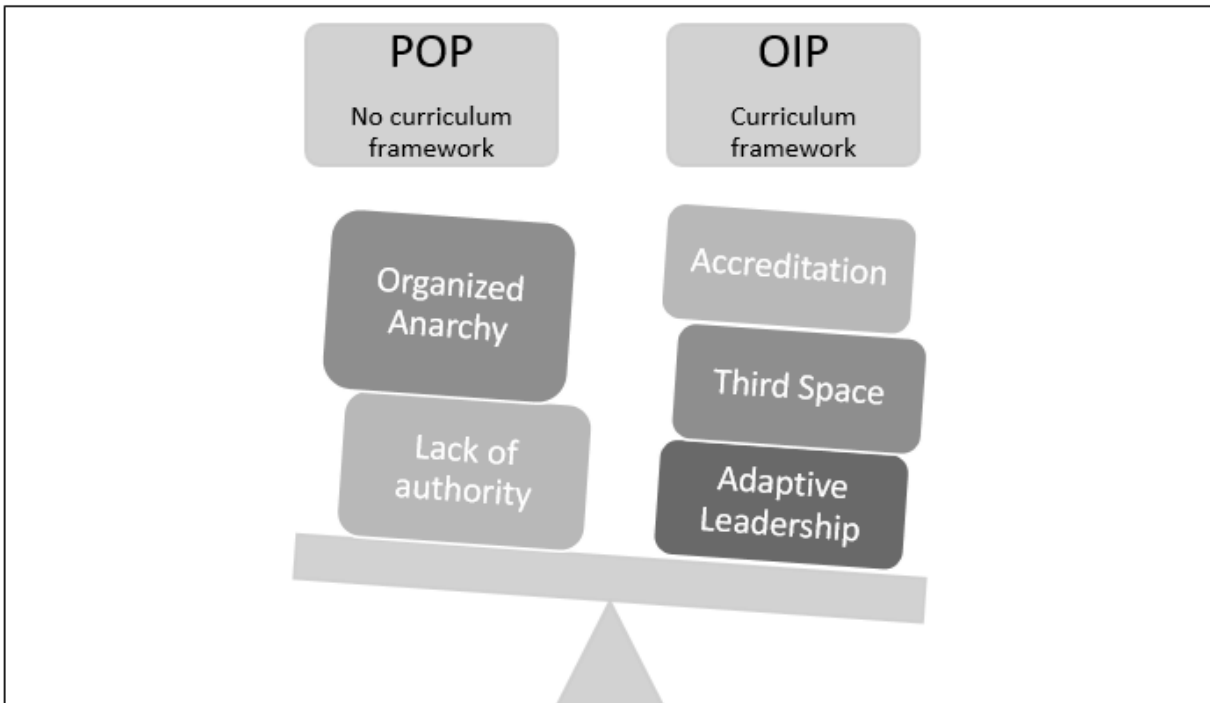 POP
No curriculum
framework
OIP
Curriculum
framework
Organized
Anarchy
Lack of
authority
Accreditation
Third Space
Adaptive
Leadership